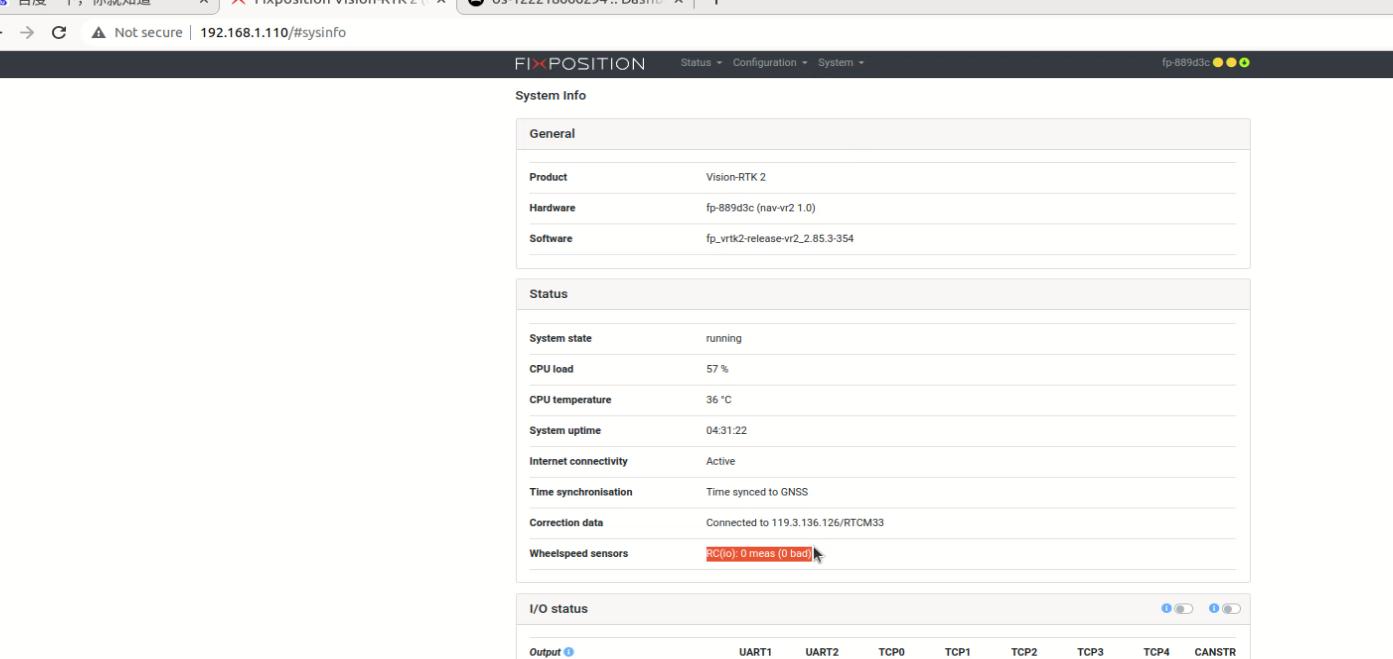 百度一下，你就知道 Fixposition Vision-RTK 2 ( os-122218000294 :: Dashb
Not secure 192.168.1.110/#sysinfo
FIXPOSITION Status Configuration System fp-889d3c
System Info
General
Product Vision-RTK 2
Hardware fp-889d3c (nav-vr2 1.0)
Software fp_vrtk2-release-vr2_2.85.3-354
Status
System state running
CPU load 57 %
CPU temperature 36 °C
System uptime 04:31:22
Internet connectivity Active
Time synchronisation Time synced to GNSS
Correction data Connected to 119.3.136.126/RTCM33
Wheelspeed sensors RC(io): 0 meas (0 bad)
I/O status
Output UART1 UART2 TCP0 TCP1 TCP2 TCP3 TCP4 CANSTR